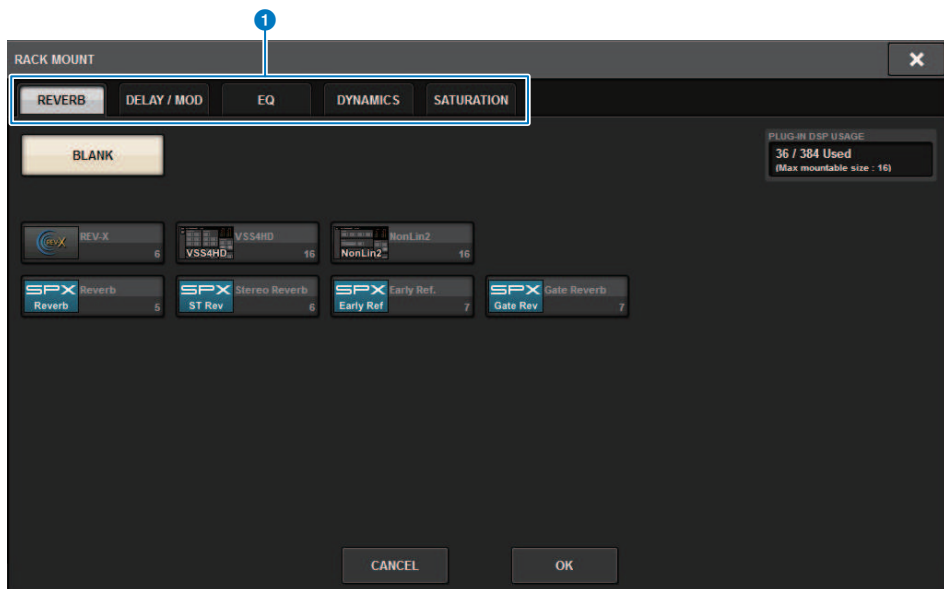 1
RACK MOUNT
REVERB DELAY / MOD EQ DYNAMICS SATURATION
BLANK
PLUG-IN DSP USAGE
36 / 384 Used
(Max mountable size : 16)
REV-X REV-X 6
VSS4HD VSS4HD 16
NonLin2 NonLin2 16
SPX Reverb Reverb 5
SPX ST Rev Stereo Reverb 6
SPX Early Ref Early Ref. 7
SPX Gate Rev Gate Reverb 7
CANCEL OK